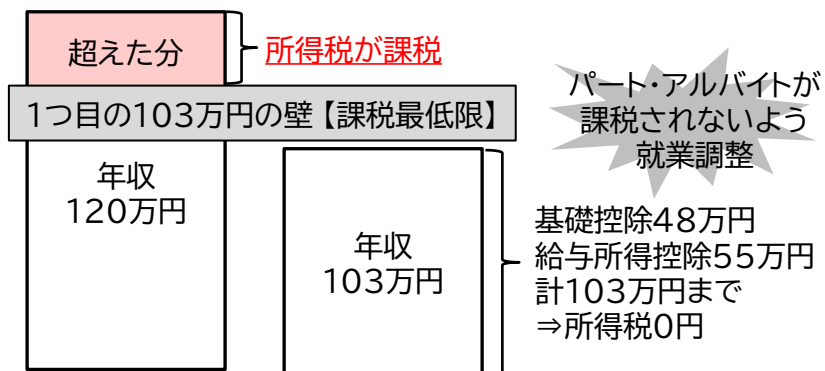 超えた分
所得税が課税
1つ目の103万円の壁【課税最低限】
パート・アルバイトが
課税されないよう
就業調整
年収
120万円
年収
103万円
基礎控除48万円
給与所得控除55万円
計103万円まで
⇒所得税0円